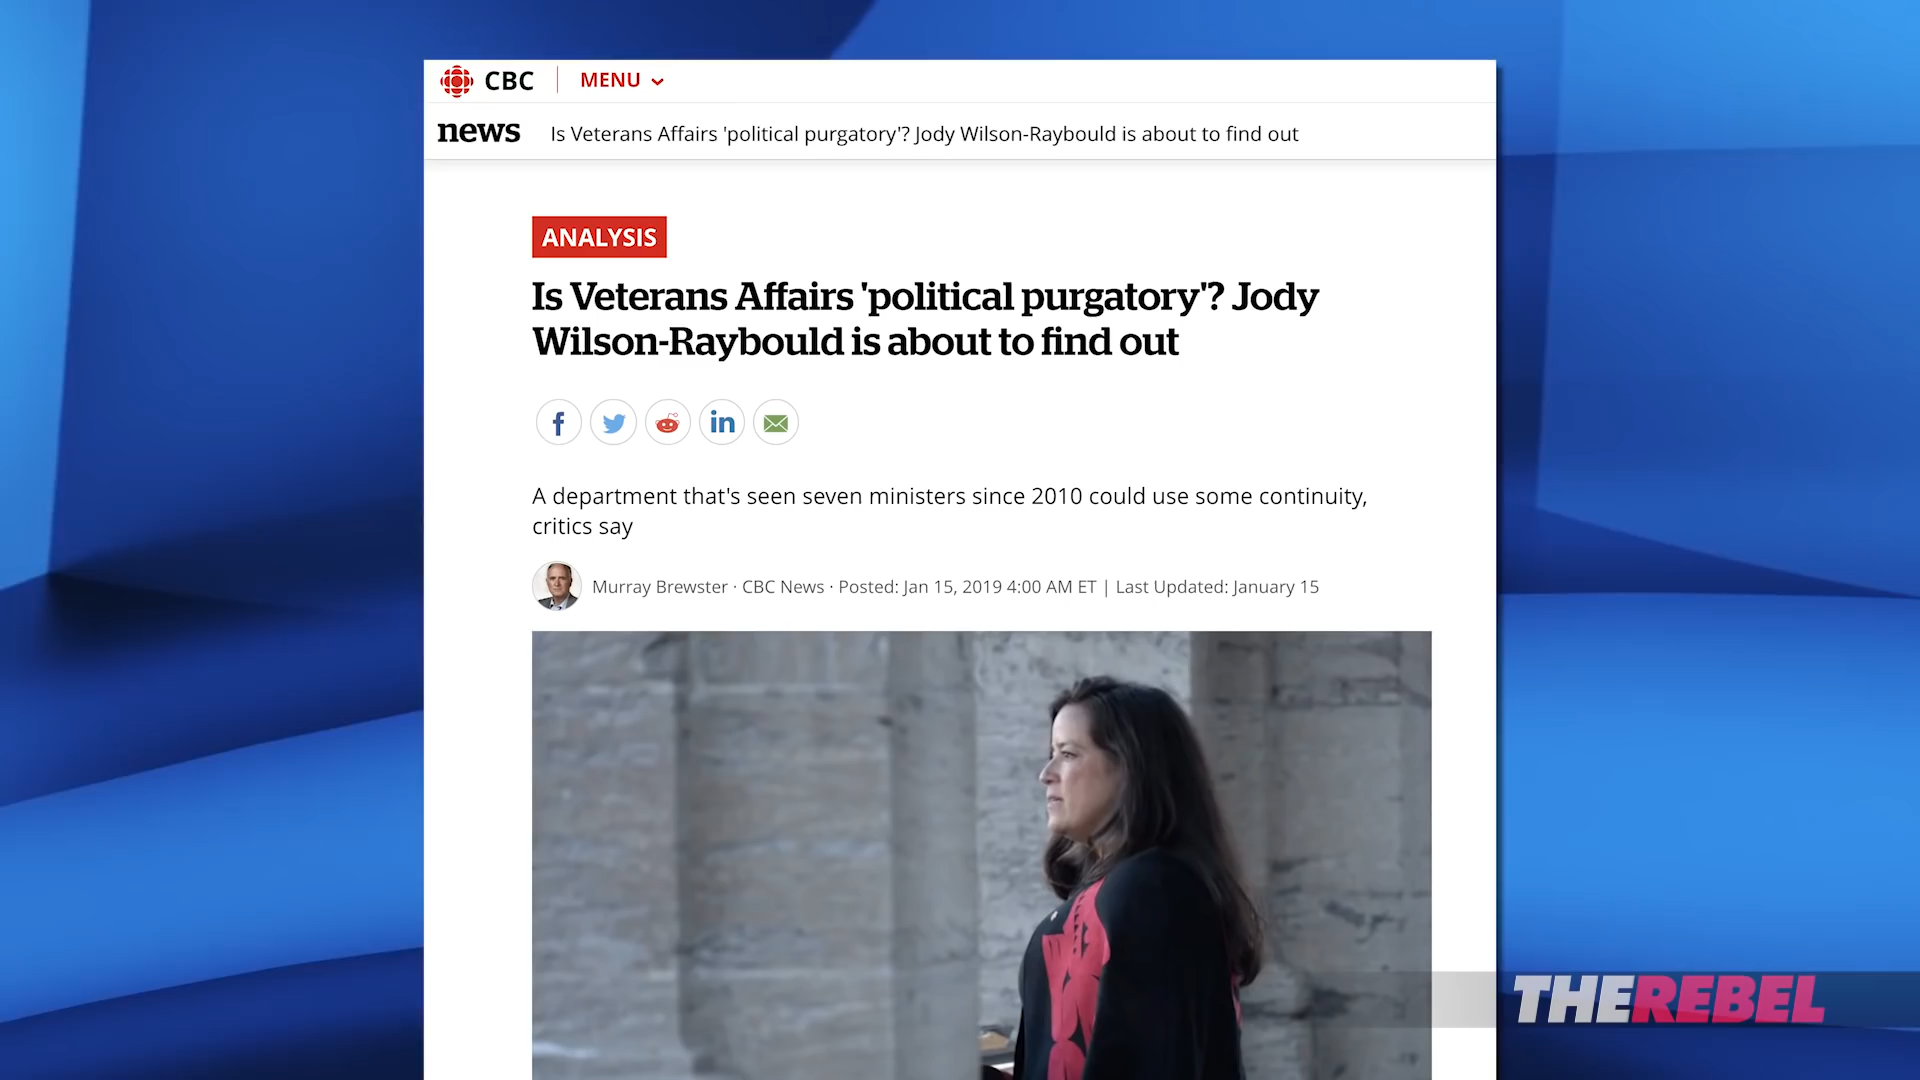 CBC
MENU
news
Is Veterans Affairs 'political purgatory'? Jody Wilson-Raybould is about to find out
ANALYSIS
Is Veterans Affairs 'political purgatory'? Jody
Wilson-Raybould is about to find out
A department that's seen seven ministers since 2010 could use some continuity,
critics say
Murray Brewster · CBC News · Posted: Jan 15, 2019 4:00 AM ET | Last Updated: January 15
THEREBEL